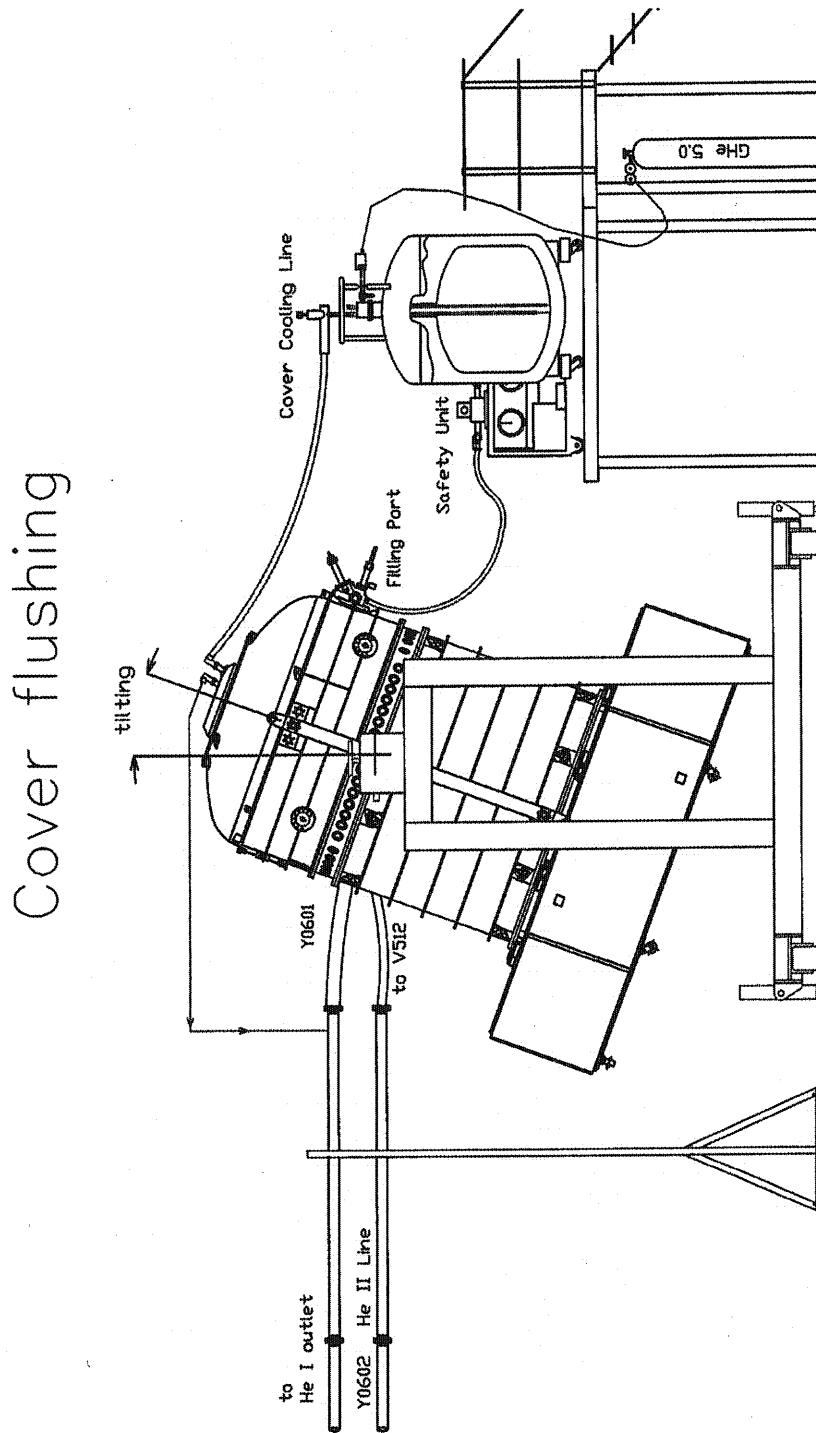 Cover flushing
tilting
Cover Cooling Line
Filling Port
Safety Unit
GHe 5.0
Y0601
to V512
to
He I outlet
Y0602
He II Line